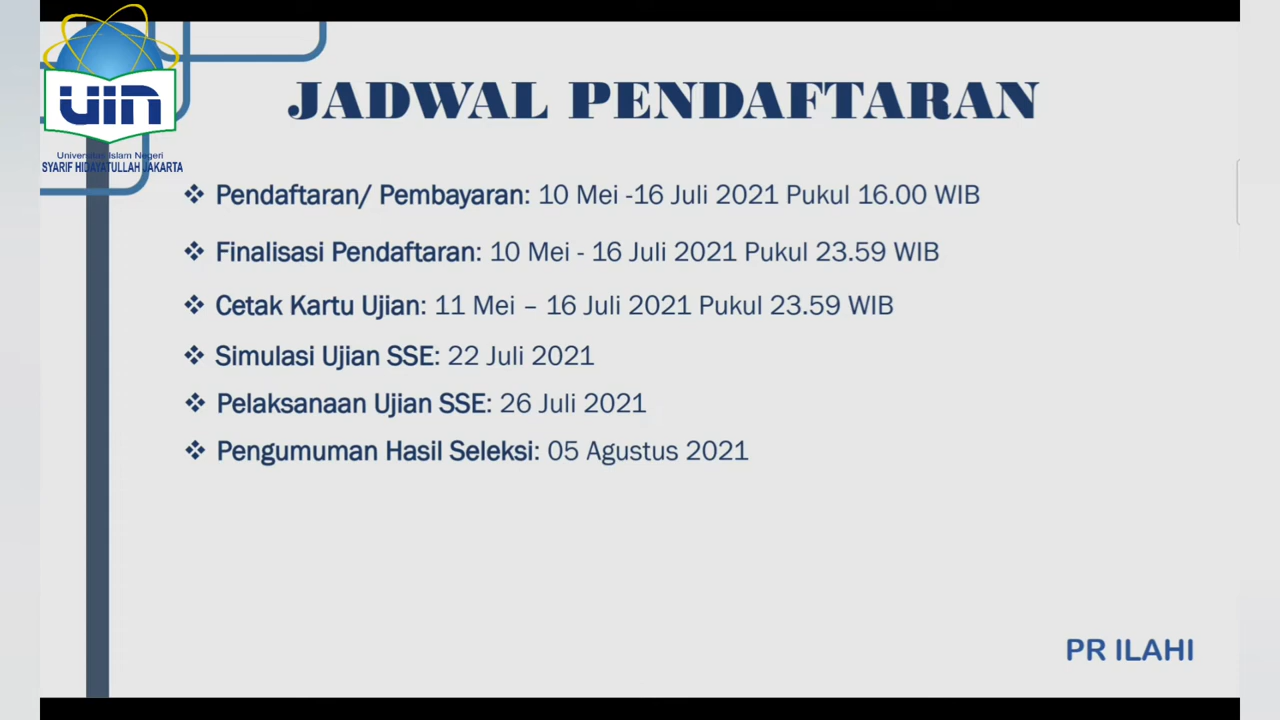 uin
Universitas Islam Negeri
SYARIF HIDAYATULLAH JAKARTA
JADWAL PENDAFTARAN
❖ Pendaftaran/ Pembayaran: 10 Mei -16 Juli 2021 Pukul 16.00 WIB
❖ Finalisasi Pendaftaran: 10 Mei - 16 Juli 2021 Pukul 23.59 WIB
❖ Cetak Kartu Ujian: 11 Mei – 16 Juli 2021 Pukul 23.59 WIB
❖ Simulasi Ujian SSE: 22 Juli 2021
❖ Pelaksanaan Ujian SSE: 26 Juli 2021
❖ Pengumuman Hasil Seleksi: 05 Agustus 2021
PR ILAHI